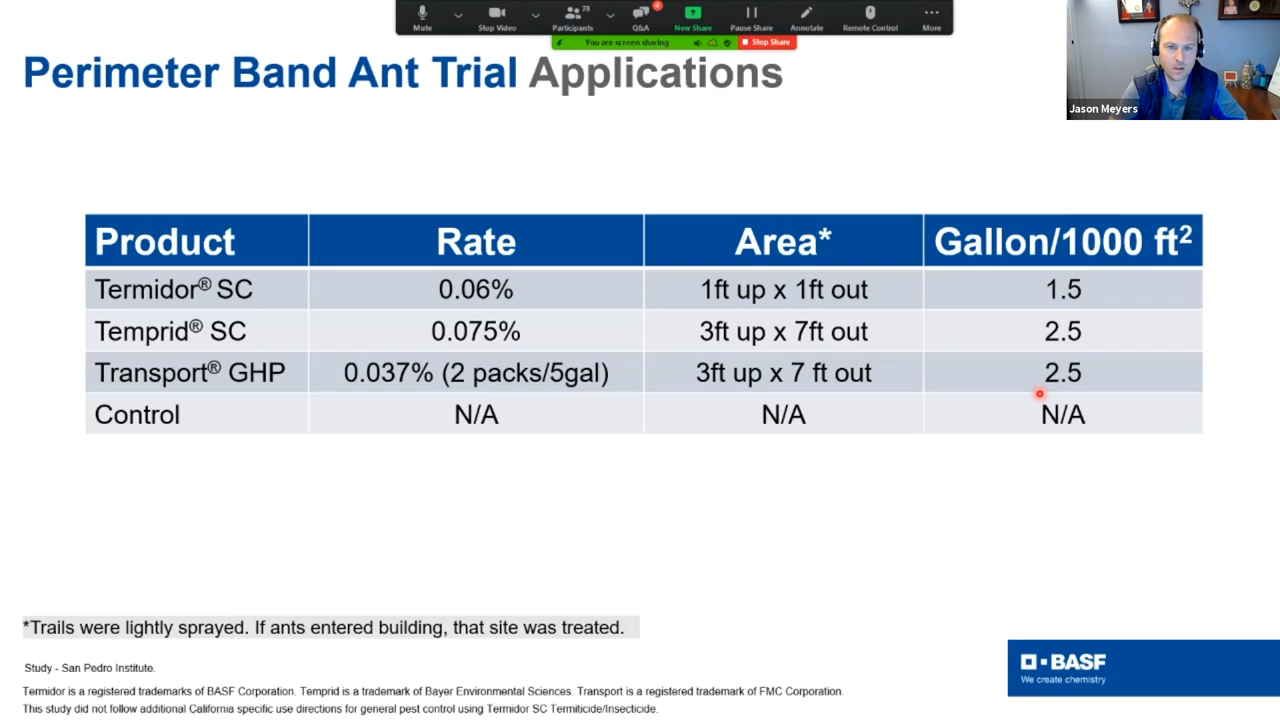 Mute
Stop Video
Participants
78
Q&A
4
New Share
Pause Share
Annotate
Remote Control
More
You are screen sharing
Stop Share
Perimeter Band Ant Trial Applications
Jason Meyers
Product Rate Area* Gallon/1000 ft²
Termidor® SC 0.06% 1ft up x 1ft out 1.5
Temprid® SC 0.075% 3ft up x 7ft out 2.5
Transport® GHP 0.037% (2 packs/5gal) 3ft up x 7 ft out 2.5
Control N/A N/A N/A
*Trails were lightly sprayed. If ants entered building, that site was treated.
Study - San Pedro Institute.
Termidor is a registered trademarks of BASF Corporation. Temprid is a trademark of Bayer Environmental Sciences. Transport is a registered trademark of FMC Corporation.
This study did not follow additional California specific use directions for general pest control using Termidor SC Termiticide/Insecticide.
BASF
We create chemistry